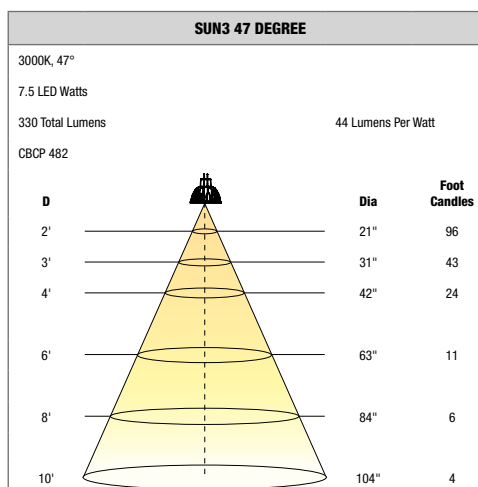 SUN3 47 DEGREE
3000K, 47°
7.5 LED Watts
330 Total Lumens 44 Lumens Per Watt
CBCP 482
D Dia Foot Candles
2' 21" 96
3' 31" 43
4' 42" 24
6' 63" 11
8' 84" 6
10' 104" 4